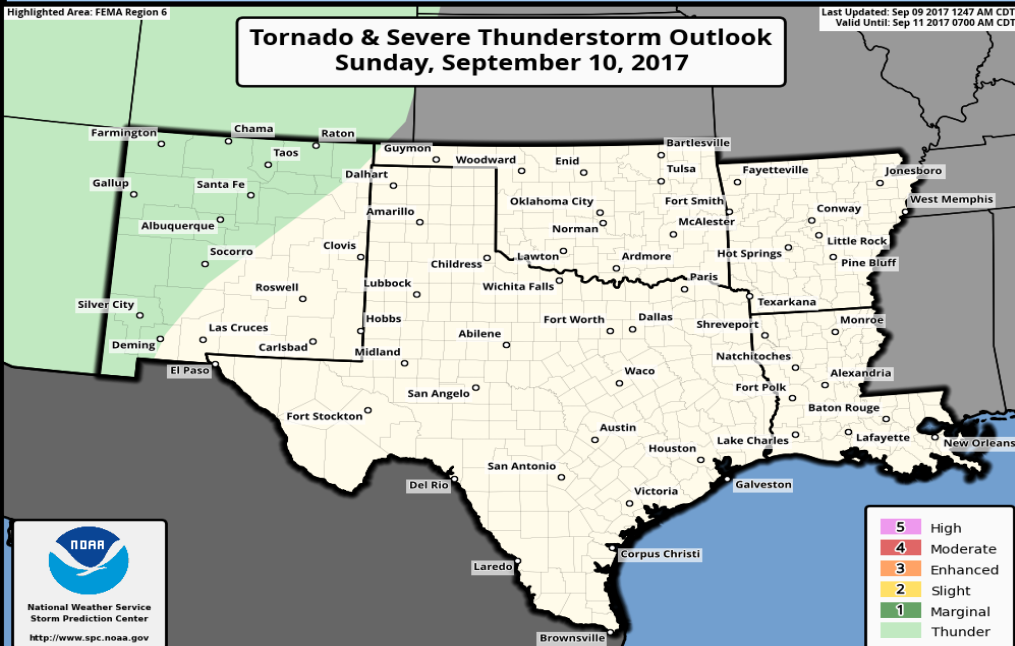 Highlighted Area: FEMA Region 6
Last Updated: Sep 09 2017 1247 AM CDT
Valid Until: Sep 11 2017 0700 AM CDT
Tornado & Severe Thunderstorm Outlook
Sunday, September 10, 2017
Farmington
Chama
Raton
Taos
Guymon
Woodward
Enid
Bartlesville
Tulsa
Fayetteville
Jonesboro
Gallup
Santa Fe
Dalhart
Oklahoma City
Fort Smith
West Memphis
Albuquerque
Amarillo
Norman
McAlester
Conway
Socorro
Clovis
Childress
Lawton
Ardmore
Hot Springs
Little Rock
Pine Bluff
Roswell
Lubbock
Wichita Falls
Paris
Texarkana
Silver City
Las Cruces
Hobbs
Abilene
Fort Worth
Dallas
Shreveport
Monroe
Deming
Carlsbad
Midland
Natchitoches
El Paso
San Angelo
Waco
Fort Polk
Alexandria
Fort Stockton
Austin
Baton Rouge
Houston
Lake Charles
Lafayette
New Orleans
San Antonio
Del Rio
Victoria
Galveston
Corpus Christi
Laredo
Brownsville
NOAA
National Weather Service
Storm Prediction Center
http://www.spc.noaa.gov
5 High
4 Moderate
3 Enhanced
2 Slight
1 Marginal
Thunder